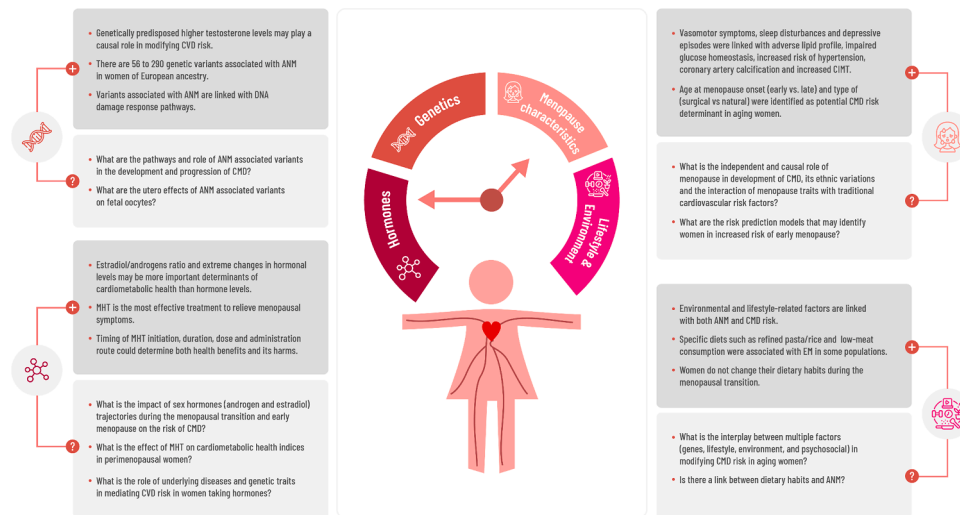 • Genetically predisposed higher testosterone levels may play a
causal role in modifying CVD risk.
• There are 56 to 290 genetic variants associated with ANM
in women of European ancestry.
• Variants associated with ANM are linked with DNA
damage response pathways.
+
?
• What are the pathways and role of ANM associated variants
in the development and progression of CMD?
• What are the utero effects of ANM associated variants
on fetal oocytes?
• Estradiol/androgens ratio and extreme changes in hormonal
levels may be more important determinants of
cardiometabolic health than hormone levels.
• MHT is the most effective treatment to relieve menopausal
symptoms.
• Timing of MHT initiation, duration, dose and administration
route could determine both health benefits and its harms.
+
?
• What is the impact of sex hormones (androgen and estradiol)
trajectories during the menopausal transition and early
menopause on the risk of CMD?
• What is the effect of MHT on cardiometabolic health indices
in perimenopausal women?
• What is the role of underlying diseases and genetic traits
in mediating CVD risk in women taking hormones?
Hormones
Genetics
Menopause
characteristics
Lifestyle &
Environment
• Vasomotor symptoms, sleep disturbances and depressive
episodes were linked with adverse lipid profile, impaired
glucose homeostasis, increased risk of hypertension,
coronary artery calcification and increased CIMT.
• Age at menopause onset (early vs. late) and type of
(surgical vs natural) were identified as potential CMD risk
determinant in aging women.
+
?
• What is the independent and causal role of
menopause in development of CMD, its ethnic variations
and the interaction of menopause traits with traditional
cardiovascular risk factors?
• What are the risk prediction models that may identify
women in increased risk of early menopause?
• Environmental and lifestyle-related factors are linked
with both ANM and CMD risk.
• Specific diets such as refined pasta/rice and low-meat
consumption were associated with EM in some populations.
• Women do not change their dietary habits during the
menopausal transition.
+
?
• What is the interplay between multiple factors
(genes, lifestyle, environment, and psychosocial) in
modifying CMD risk in aging women?
• Is there a link between dietary habits and ANM?